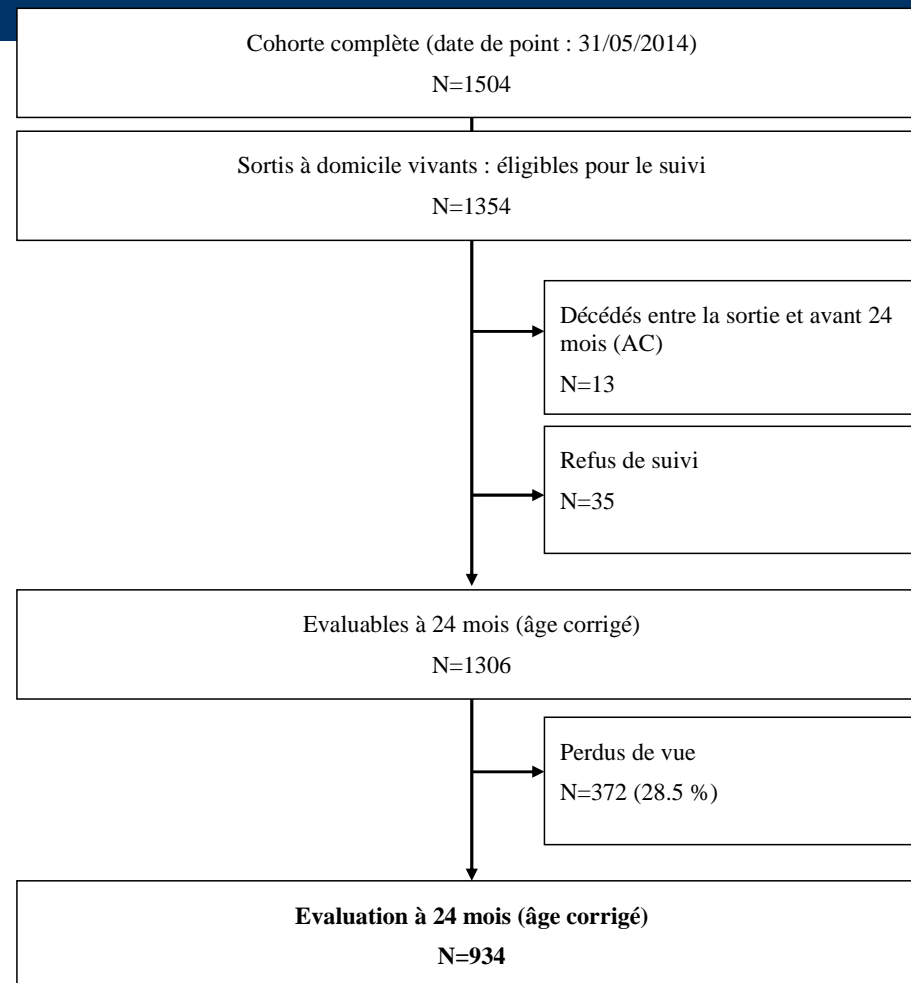 Cohorte complète (date de point : 31/05/2014)
N=1504
Sortis à domicile vivants : éligibles pour le suivi
N=1354
Décédés entre la sortie et avant 24
mois (AC)
N=13
Refus de suivi
N=35
Evaluables à 24 mois (âge corrigé)
N=1306
Perdus de vue
N=372 (28.5 %)
Evaluation à 24 mois (âge corrigé)
N=934